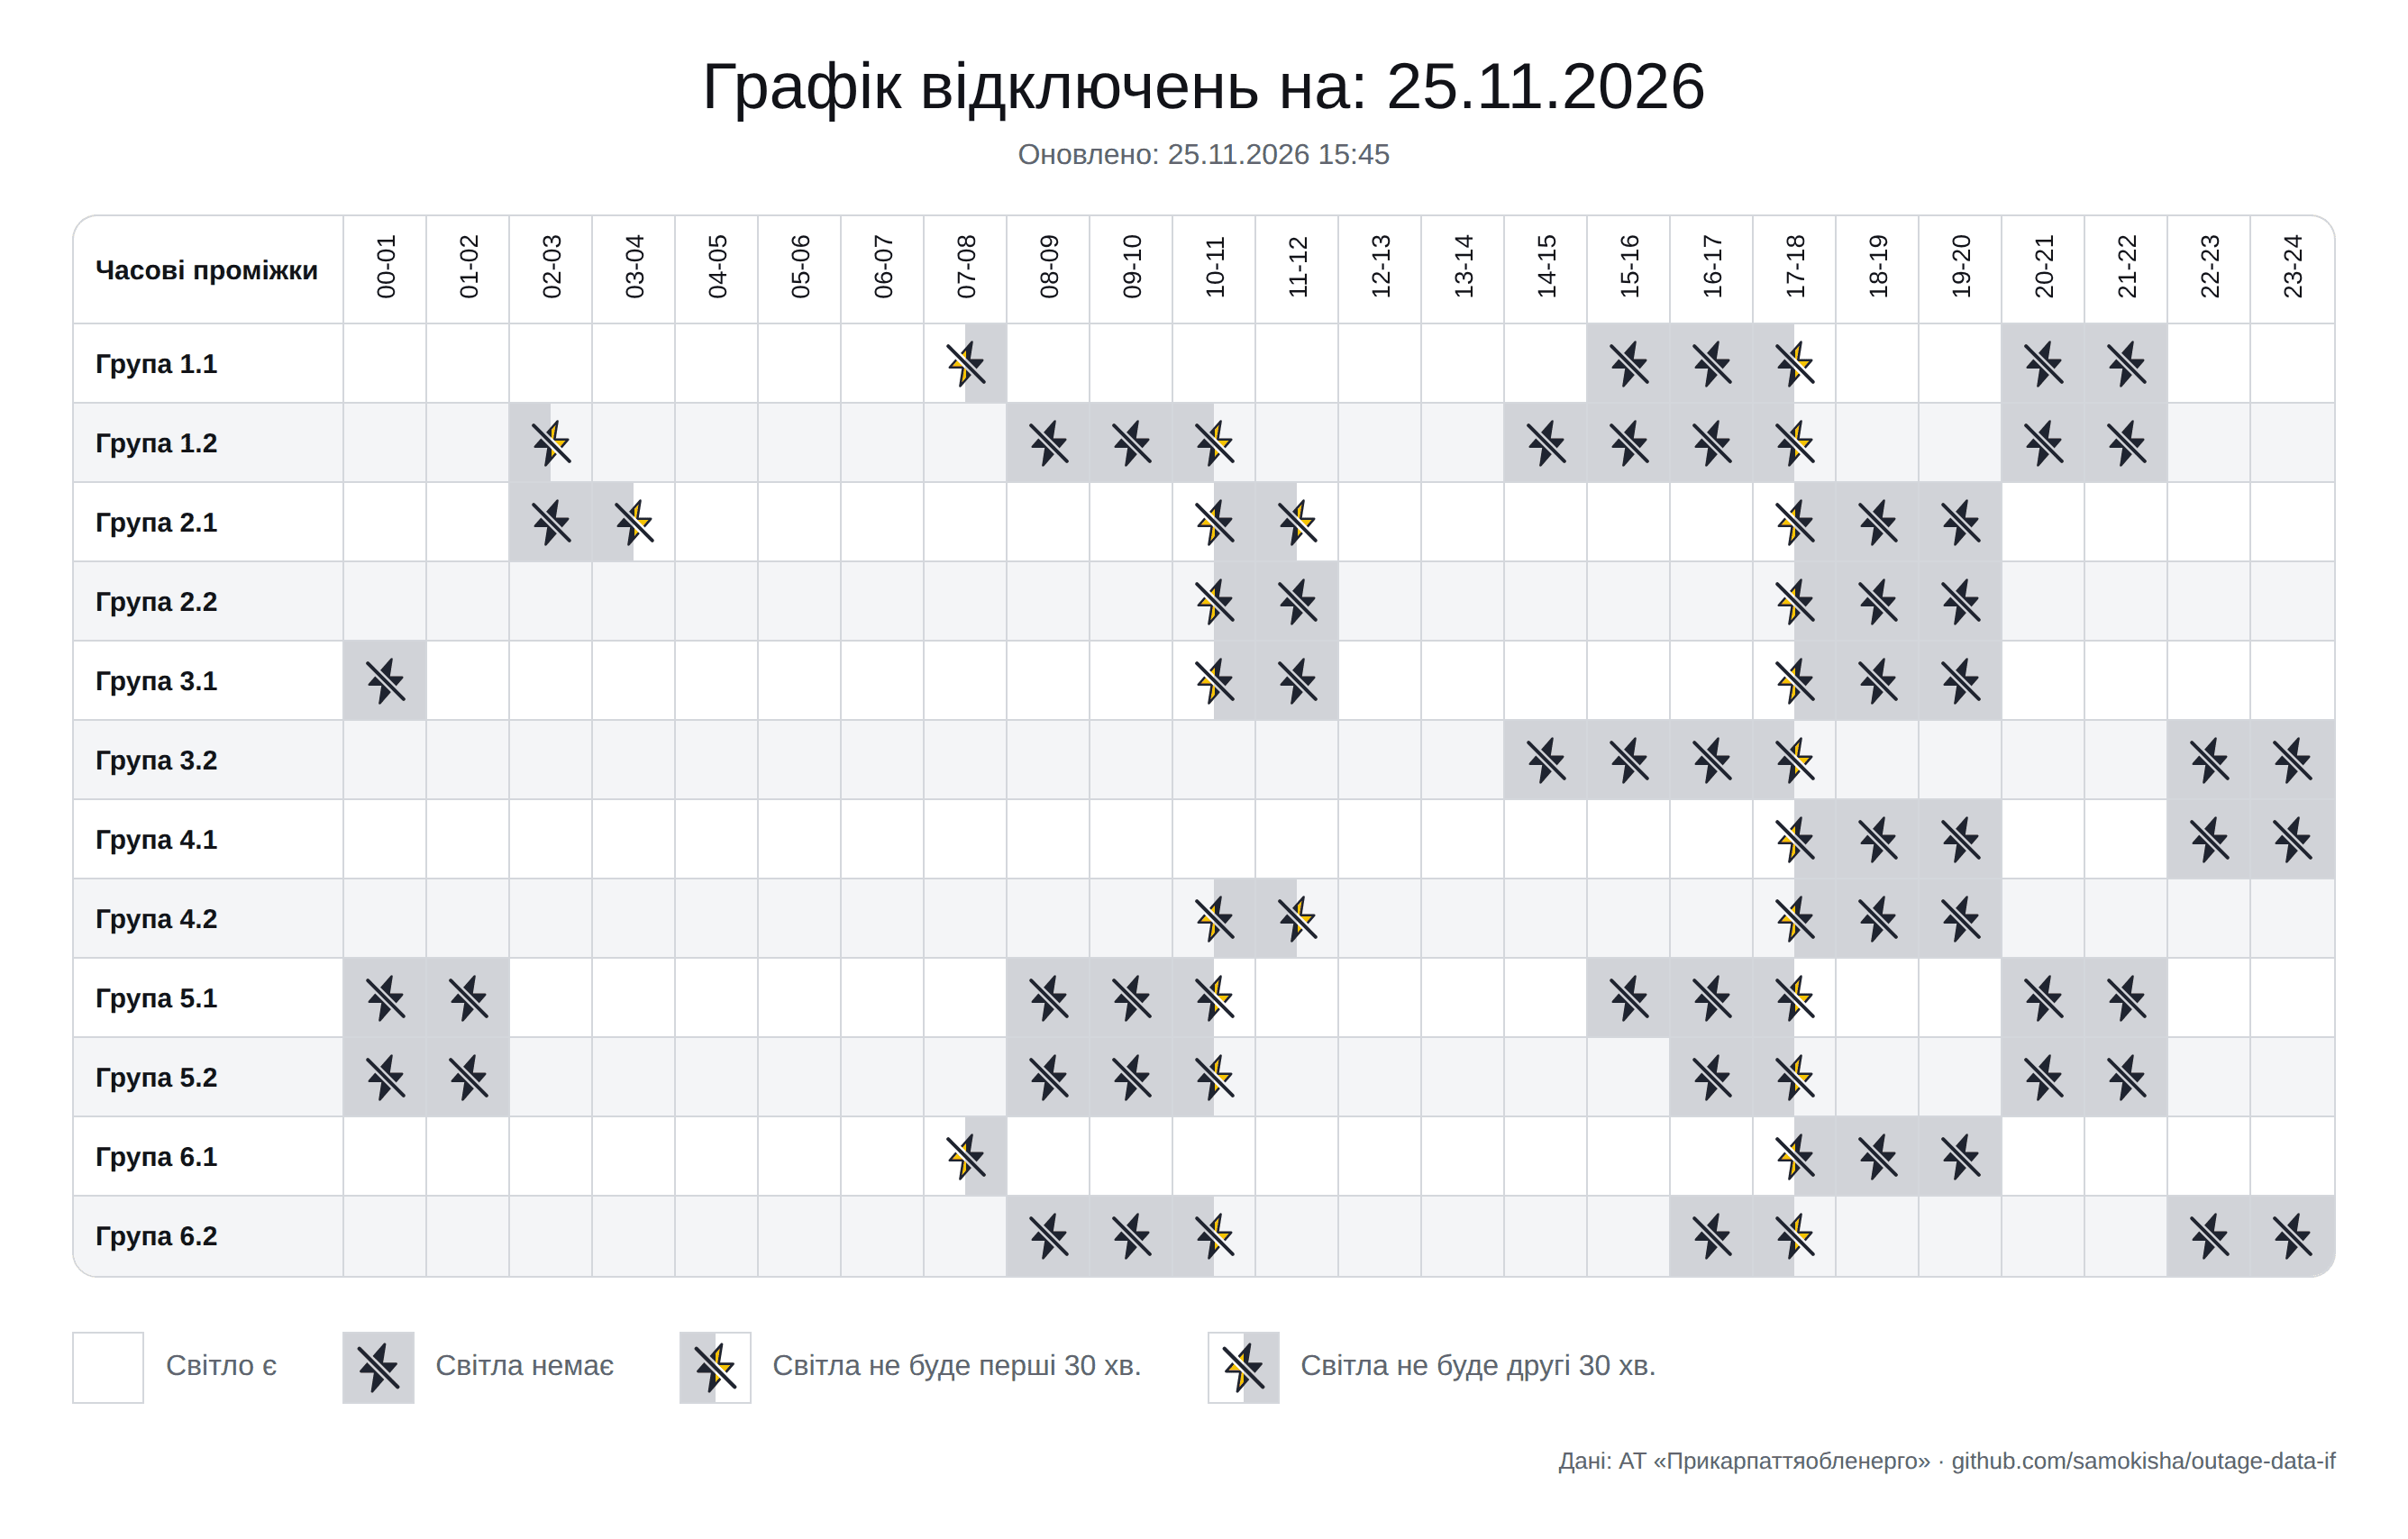 Графік відключень на: 25.11.2026
Оновлено: 25.11.2026 15:45
Часові проміжки 00-01 01-02 02-03 03-04 04-05 05-06 06-07 07-08 08-09 09-10 10-11 11-12 12-13 13-14 14-15 15-16 16-17 17-18 18-19 19-20 20-21 21-22 22-23 23-24
Група 1.1
Група 1.2
Група 2.1
Група 2.2
Група 3.1
Група 3.2
Група 4.1
Група 4.2
Група 5.1
Група 5.2
Група 6.1
Група 6.2
Світло є Світла немає Світла не буде перші 30 хв. Світла не буде другі 30 хв.
Дані: АТ «Прикарпаттяобленерго» · github.com/samokisha/outage-data-if